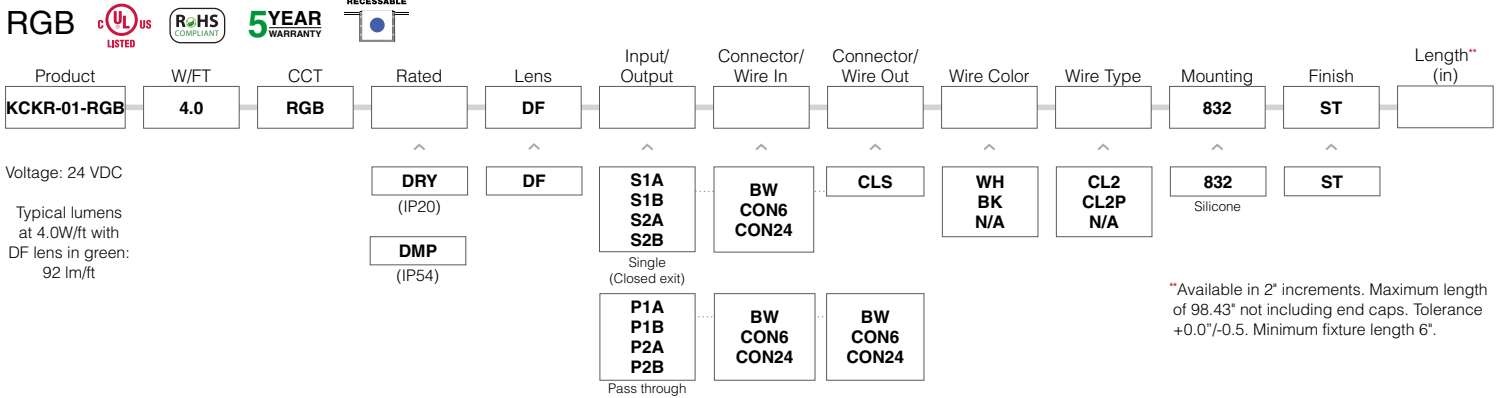 RGB
C UL US
LISTED
RoHS
COMPLIANT
5 YEAR
WARRANTY
RECESSABLE
Product
W/FT
CCT
Rated
Lens
Input/
Output
Connector/
Wire In
Connector/
Wire Out
Wire Color
Wire Type
Mounting
Finish
Length**
(in)
KCKR-01-RGB
4.0
RGB
DF
832
ST
Voltage: 24 VDC
Typical lumens
at 4.0W/ft with
DF lens in green:
92 lm/ft
DRY
(IP20)
DMP
(IP54)
DF
S1A
S1B
S2A
S2B
Single
(Closed exit)
BW
CON6
CON24
CLS
WH
BK
N/A
CL2
CL2P
N/A
832
Silicone
ST
P1A
P1B
P2A
P2B
Pass through
BW
CON6
CON24
BW
CON6
CON24
**Available in 2" increments. Maximum length
of 98.43" not including end caps. Tolerance
+0.0"/-0.5. Minimum fixture length 6".